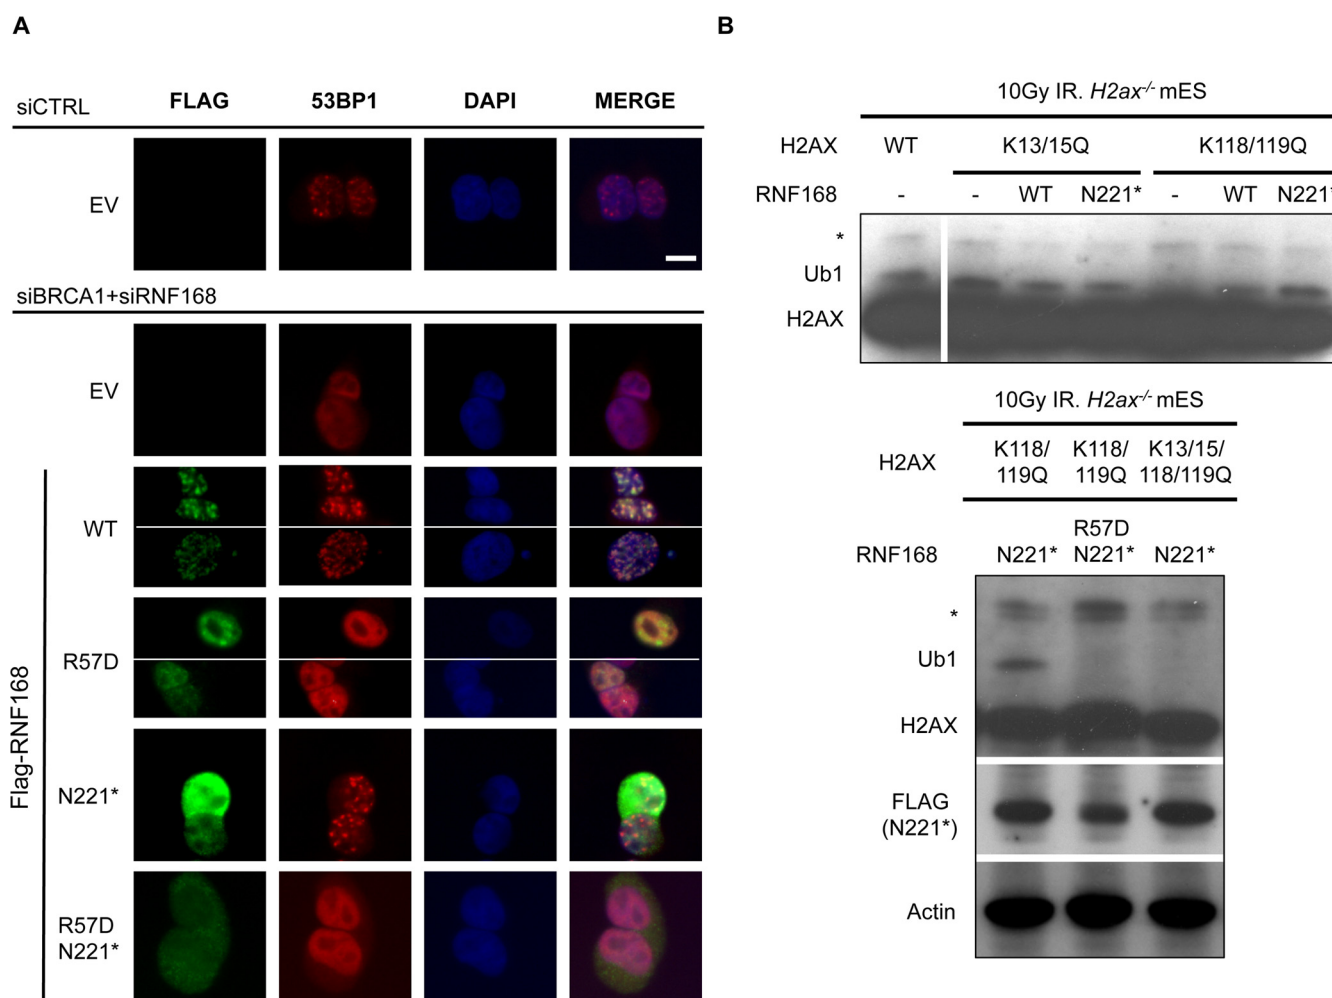 A
siCTRL FLAG 53BP1 DAPI MERGE
EV
siBRCA1+siRNF168
EV
WT
R57D
N221*
R57D
N221*
Flag-RNF168
B
10Gy IR. H2ax-/- mES
H2AX WT K13/15Q K118/119Q
RNF168 - - WT N221* - WT N221*
*
Ub1
H2AX
10Gy IR. H2ax-/- mES
H2AX K118/ K118/ K13/15/
119Q 119Q 118/119Q
R57D
RNF168 N221* N221* N221*
*
Ub1
H2AX
FLAG
(N221*)
Actin